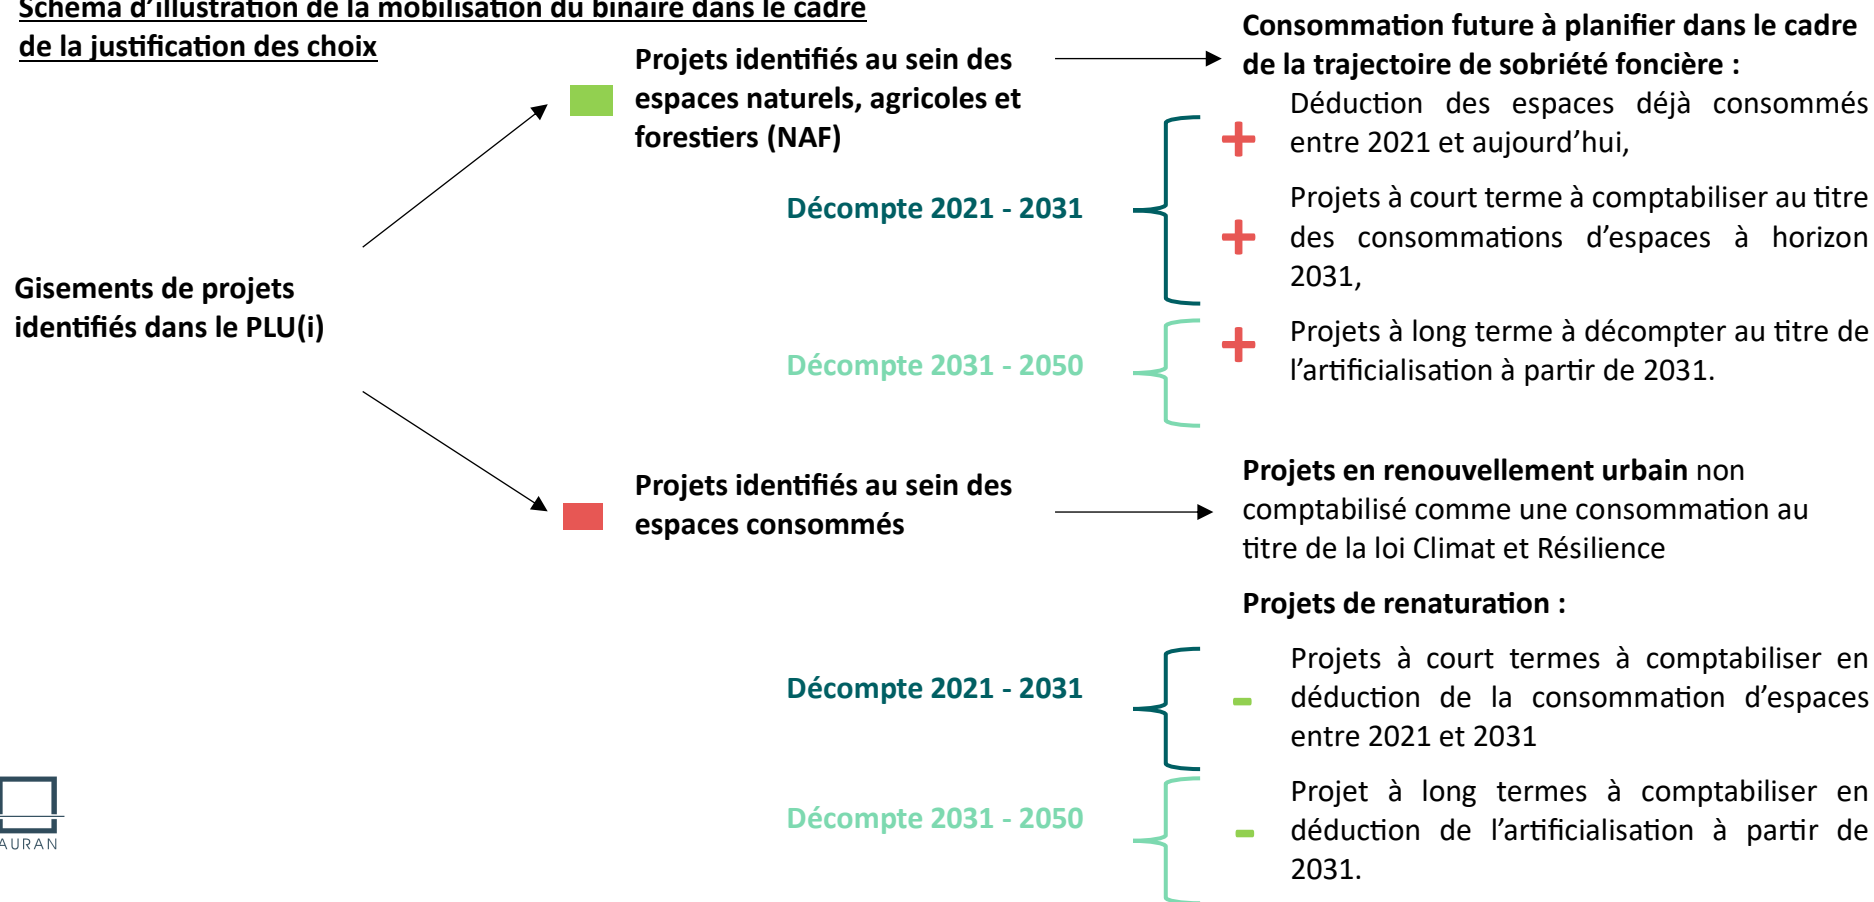 Schéma d’illustration de la mobilisation du binaire dans le cadre
de la justification des choix
Gisements de projets
identifiés dans le PLU(i)
Projets identifiés au sein des
espaces naturels, agricoles et
forestiers (NAF)
Consommation future à planifier dans le cadre
de la trajectoire de sobriété foncière :
Décompte 2021 - 2031
+ Déduction des espaces déjà consommés
entre 2021 et aujourd’hui,
+ Projets à court terme à comptabiliser au titre
des consommations d’espaces à horizon
2031,
Décompte 2031 - 2050
+ Projets à long terme à décompter au titre de
l’artificialisation à partir de 2031.
Projets identifiés au sein des
espaces consommés
Projets en renouvellement urbain non
comptabilisé comme une consommation au
titre de la loi Climat et Résilience
Projets de renaturation :
Décompte 2021 - 2031
- Projets à court termes à comptabiliser en
déduction de la consommation d’espaces
entre 2021 et 2031
Décompte 2031 - 2050
- Projet à long termes à comptabiliser en
déduction de l’artificialisation à partir de
2031.
AURAN